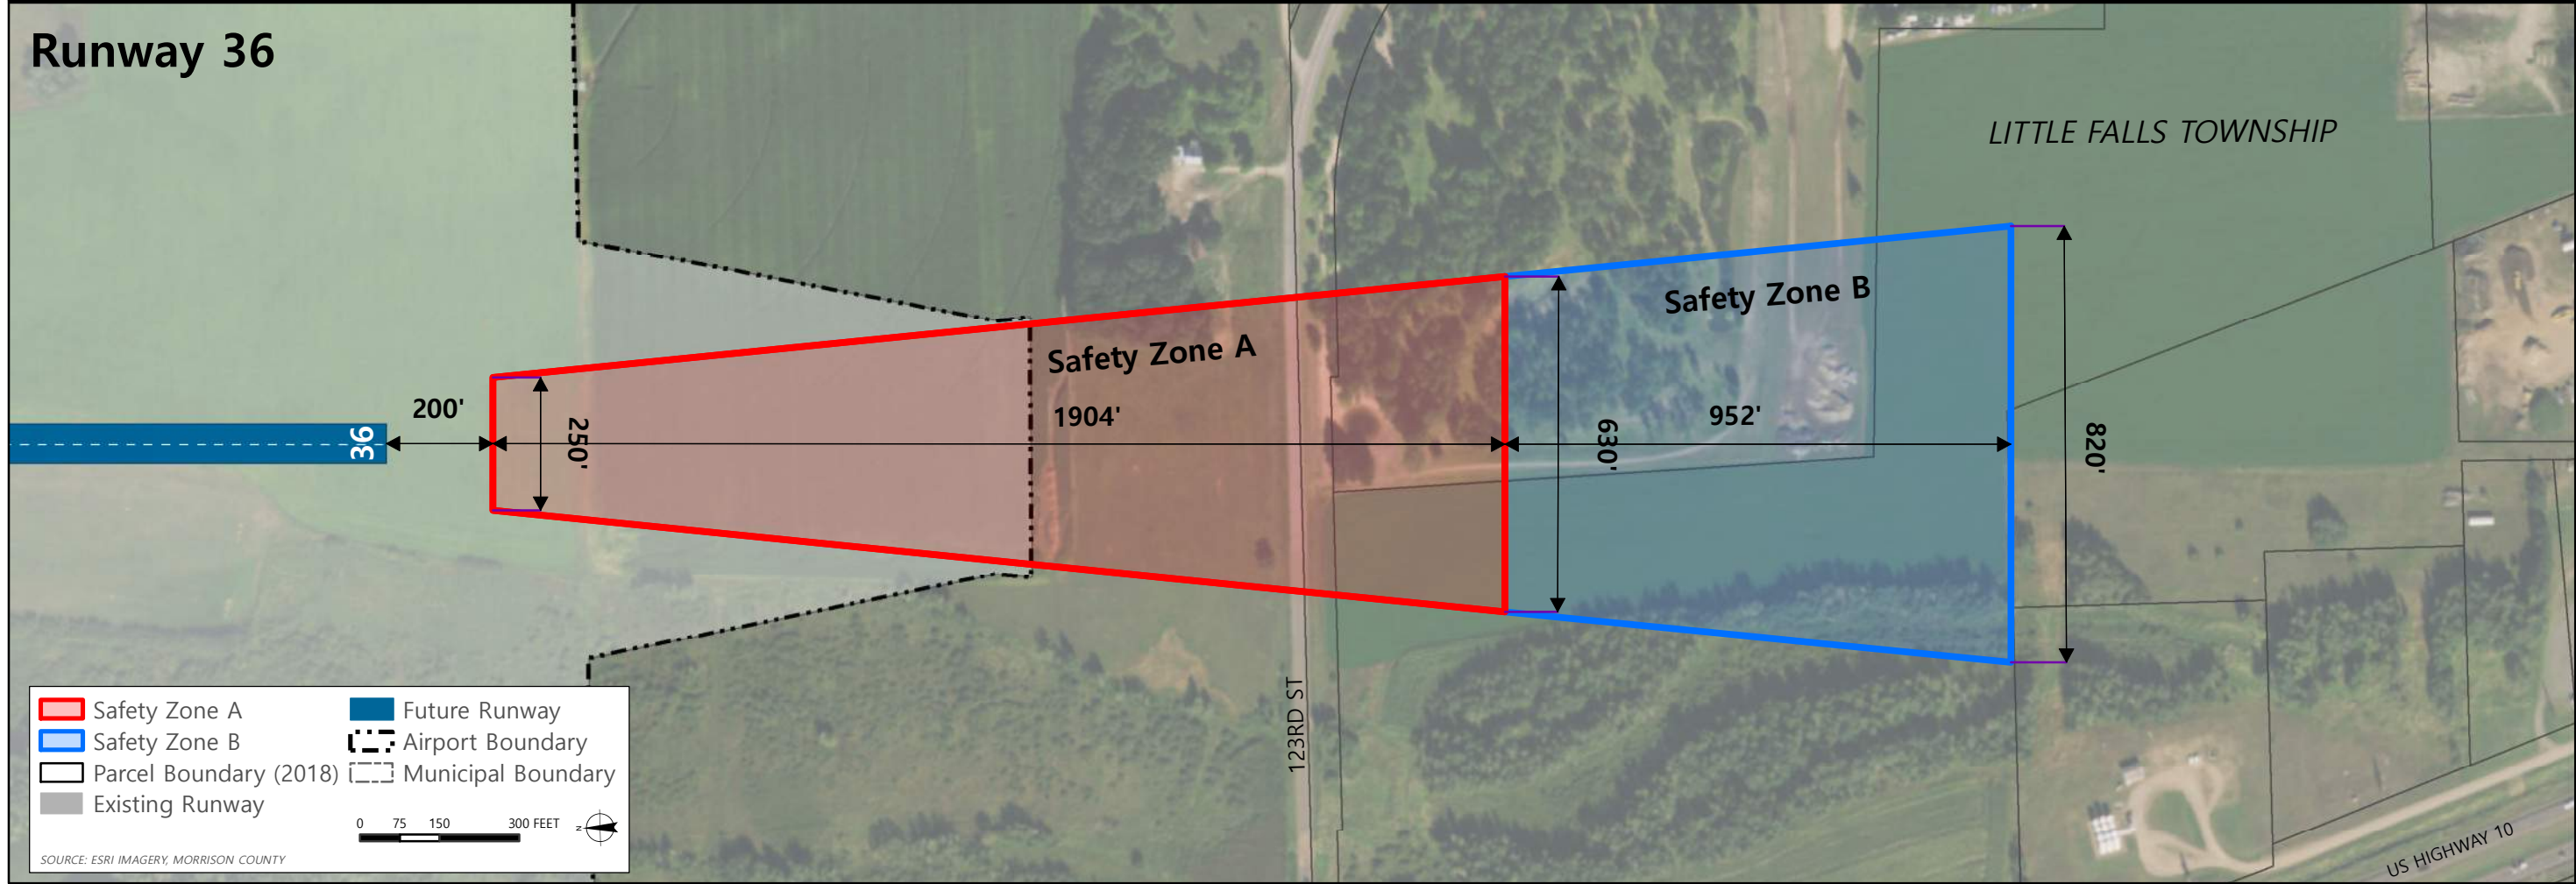 Runway 36
LITTLE FALLS TOWNSHIP
Safety Zone B
Safety Zone A
200'
1904'
952'
36
250'
630'
820'
123RD ST
US HIGHWAY 10
Safety Zone A
Safety Zone B
Parcel Boundary (2018)
Existing Runway
Future Runway
Airport Boundary
Municipal Boundary
0 75 150 300 FEET
N
SOURCE: ESRI IMAGERY, MORRISON COUNTY